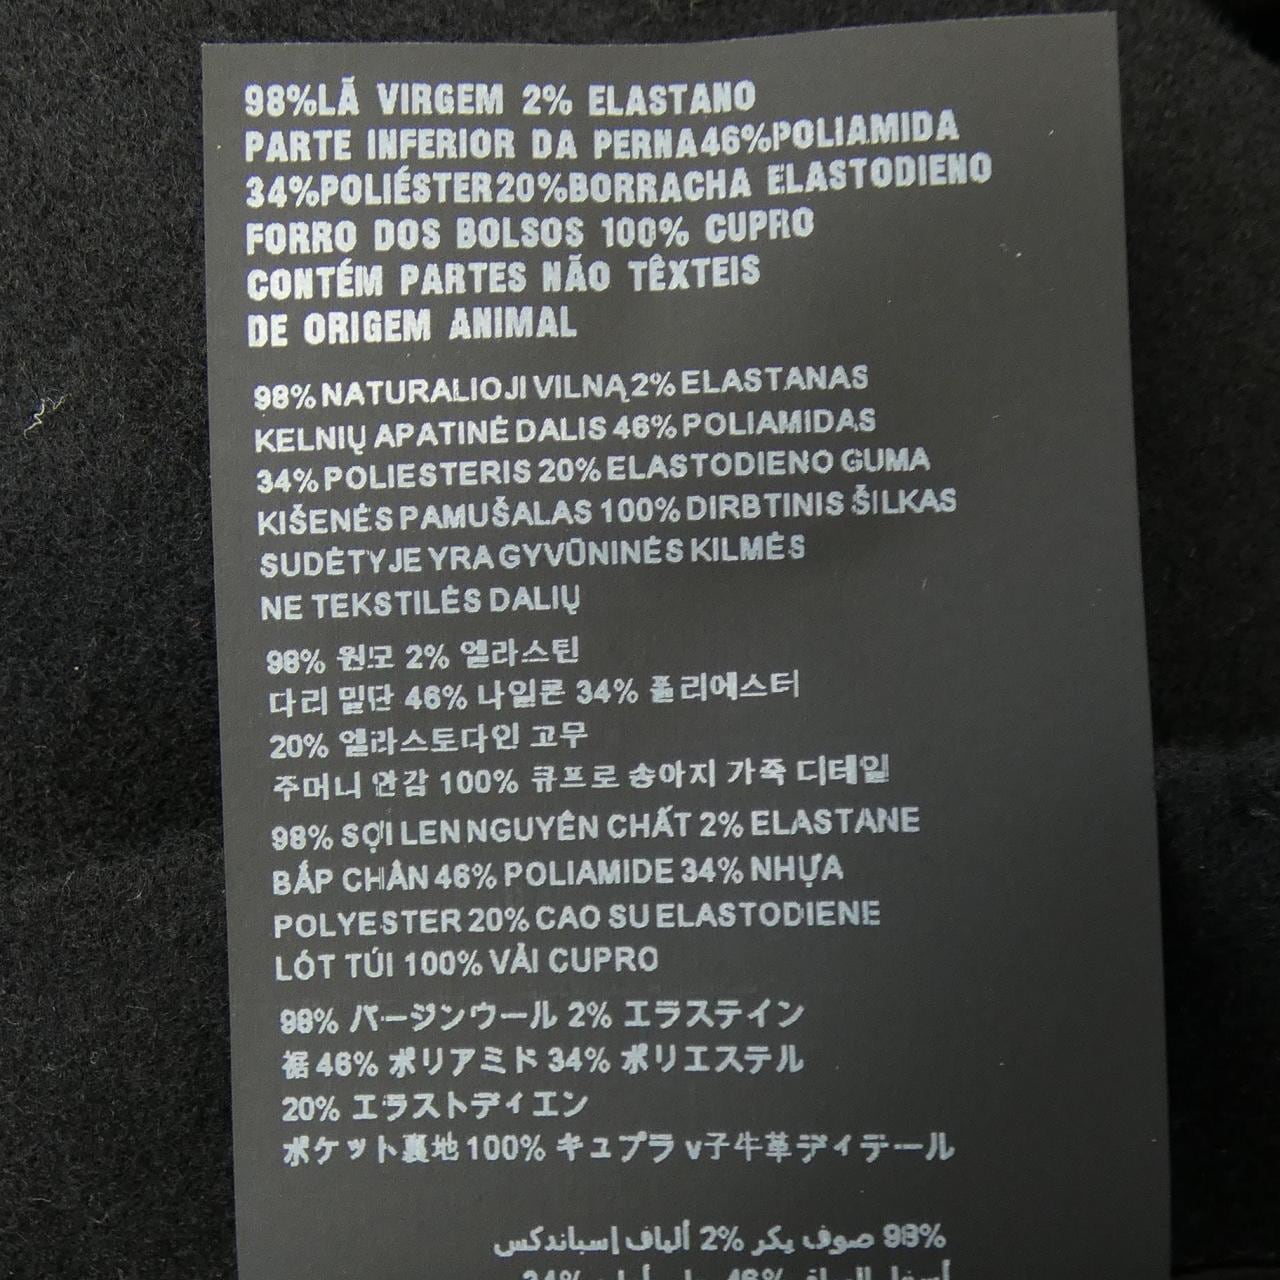 98%LÃ VIRGEM 2% ELASTANO
PARTE INFERIOR DA PERNA46%POLIAMIDA
34%POLIÉSTER20%BORRACHA ELASTODIENO
FORRO DOS BOLSOS 100% CUPRO
CONTÉM PARTES NÃO TÊXTEIS
DE ORIGEM ANIMAL
98% NATURALIOJI VILNĄ 2% ELASTANAS
KELNIŲ APATINĖ DALIS 46% POLIAMIDAS
34% POLIESTERIS 20% ELASTODIENO GUMA
KIŠENĖS PAMUŠALAS 100% DIRBTINIS ŠILKAS
SUDĖTYJE YRA GYVŪNINĖS KILMĖS
NE TEKSTILĖS DALIŲ
98% 원모 2% 엘라스틴
다리 밑단 46% 나일론 34% 폴리에스터
20% 엘라스토다인 고무
주머니 안감 100% 큐프로 송아지 가죽 디테일
98% SỢI LEN NGUYÊN CHẤT 2% ELASTANE
BẮP CHÂN 46% POLIAMIDE 34% NHỰA
POLYESTER 20% CAO SU ELASTODIENE
LÓT TÚI 100% VẢI CUPRO
98% バージンウール 2% エラステイン
裾 46% ポリアミド 34% ポリエステル
20% エラストディエン
ポケット裏地 100% キュプラ v子牛革ディテール
98% صوف بكر 2% ألياف إسباندكس